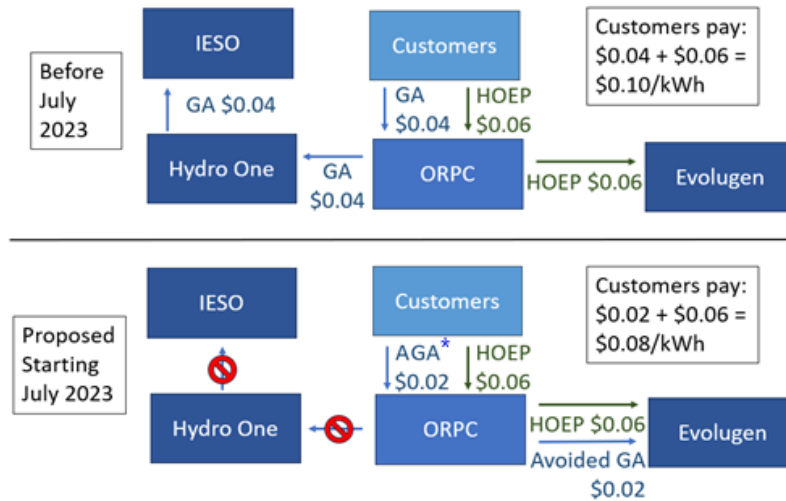 Before
July
2023
IESO
GA $0.04
Hydro One
GA
$0.04
Customers
GA
$0.04
HOEP
$0.06
ORPC
HOEP $0.06
Evolugen
Customers pay:
$0.04 + $0.06 =
$0.10/kWh
Proposed
Starting
July 2023
IESO
Hydro One
Customers
AGA*
$0.02
HOEP
$0.06
ORPC
HOEP $0.06
Avoided GA
$0.02
Evolugen
Customers pay:
$0.02 + $0.06 =
$0.08/kWh